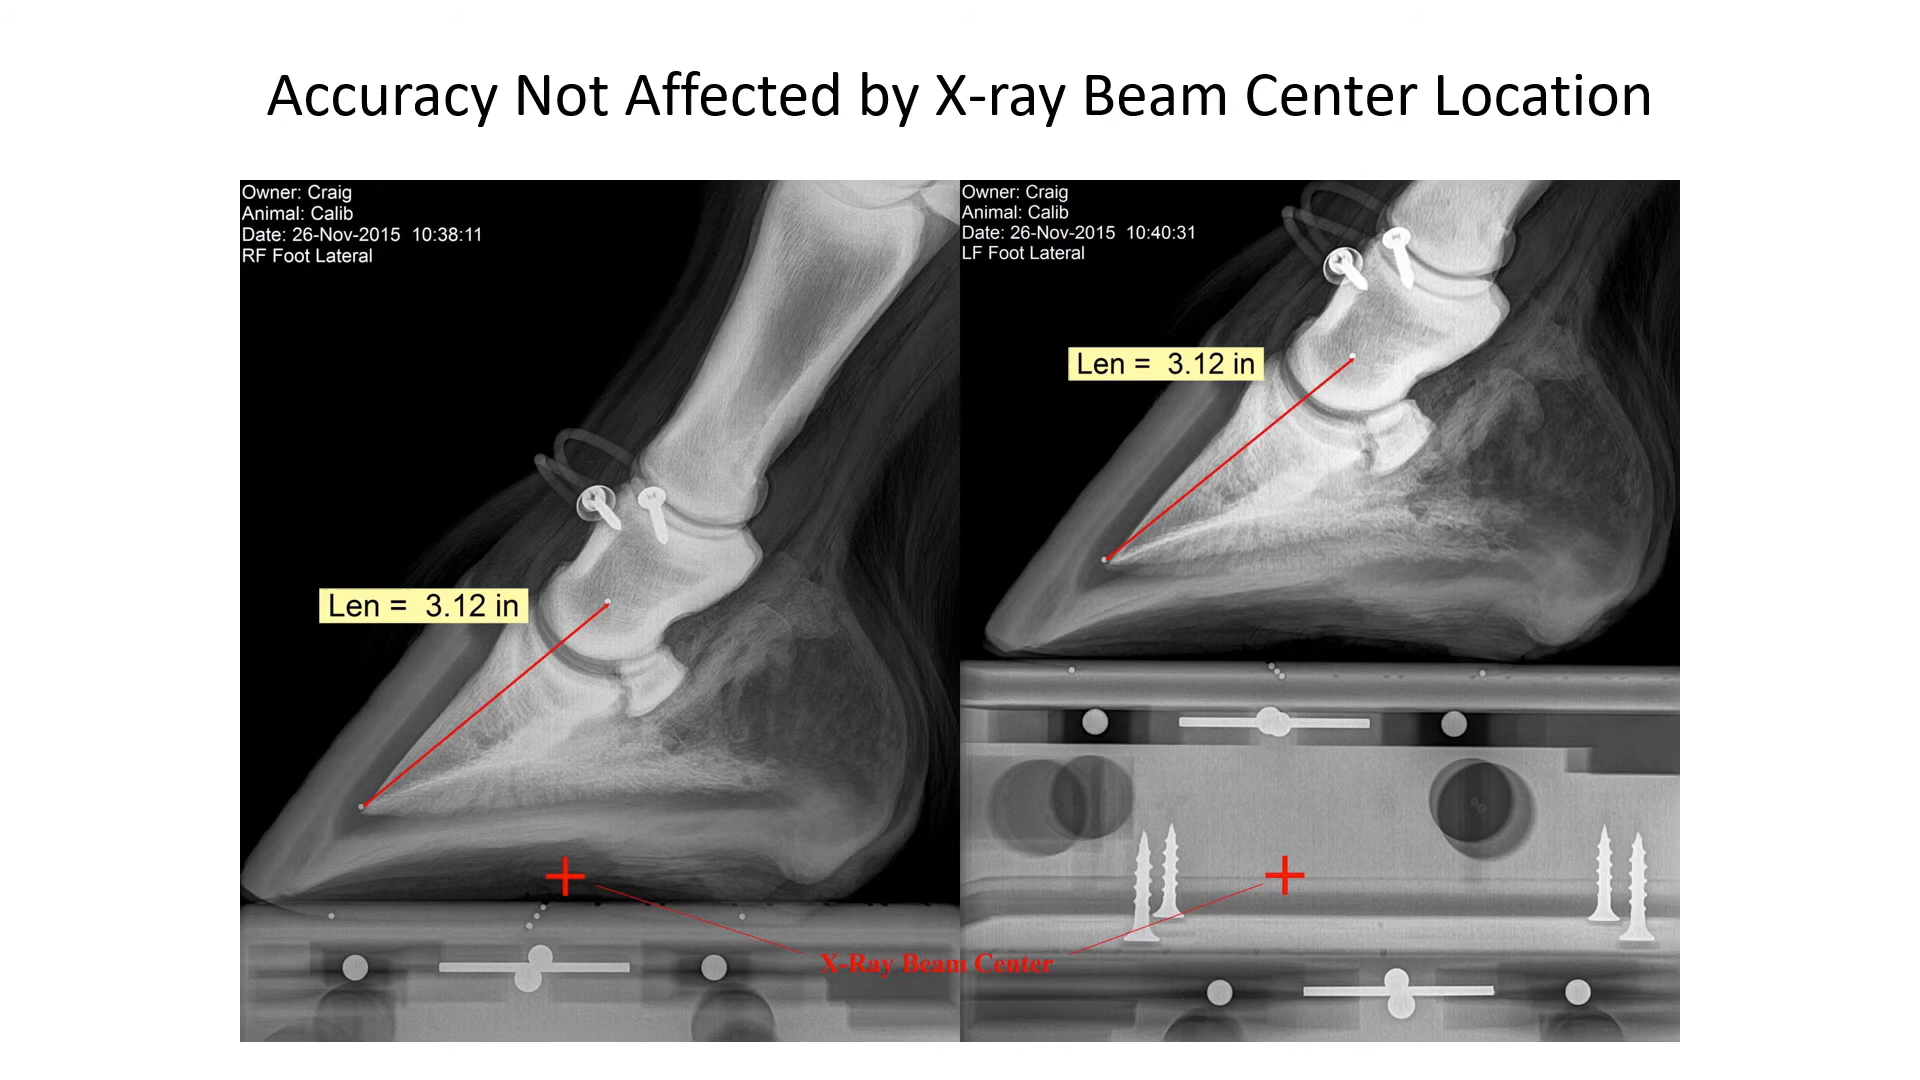 Accuracy Not Affected by X-ray Beam Center Location
Owner: Craig
Animal: Calib
Date: 26-Nov-2015 10:38:11
RF Foot Lateral
Len = 3.12 in
Owner: Craig
Animal: Calib
Date: 26-Nov-2015 10:40:31
LF Foot Lateral
Len = 3.12 in
X-Ray Beam Center